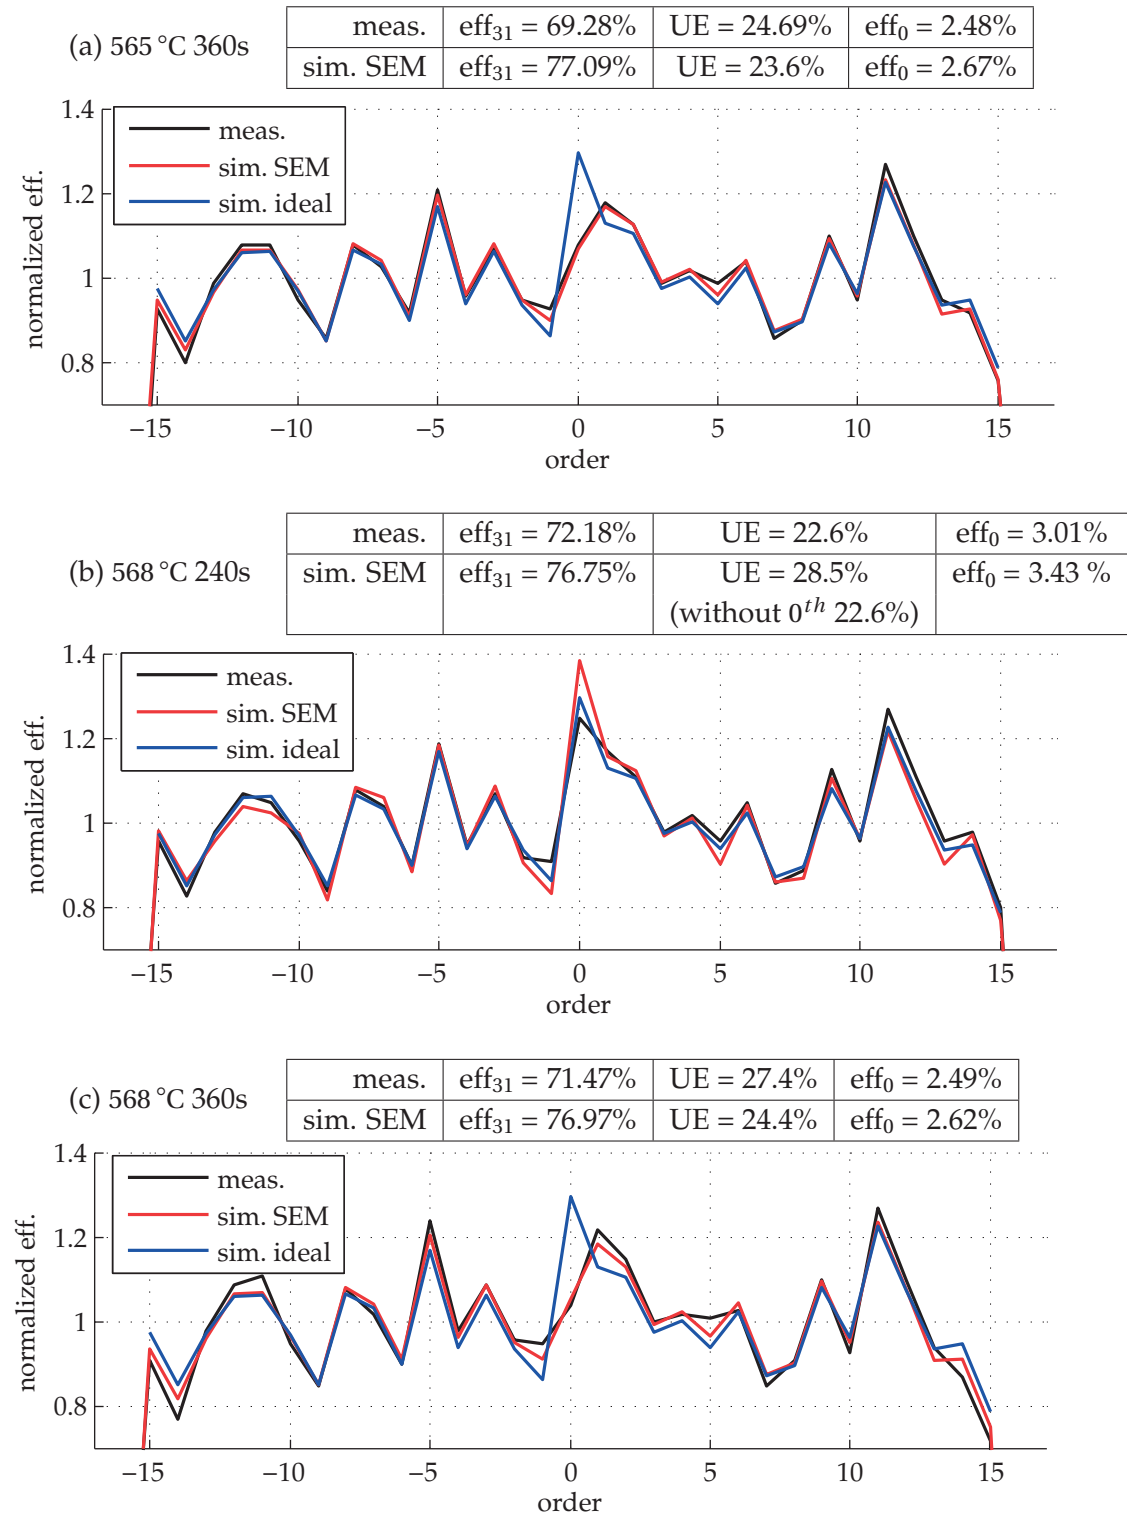 (a) 565 °C 360s
meas. eff31 = 69.28% UE = 24.69% eff0 = 2.48%
sim. SEM eff31 = 77.09% UE = 23.6% eff0 = 2.67%
1.4
1.2
1
0.8
normalized eff.
meas.
sim. SEM
sim. ideal
−15 −10 −5 0 5 10 15
order
(b) 568 °C 240s
meas. eff31 = 72.18% UE = 22.6% eff0 = 3.01%
sim. SEM eff31 = 76.75% UE = 28.5% eff0 = 3.43 %
(without 0th 22.6%)
1.4
1.2
1
0.8
normalized eff.
meas.
sim. SEM
sim. ideal
−15 −10 −5 0 5 10 15
order
(c) 568 °C 360s
meas. eff31 = 71.47% UE = 27.4% eff0 = 2.49%
sim. SEM eff31 = 76.97% UE = 24.4% eff0 = 2.62%
1.4
1.2
1
0.8
normalized eff.
meas.
sim. SEM
sim. ideal
−15 −10 −5 0 5 10 15
order